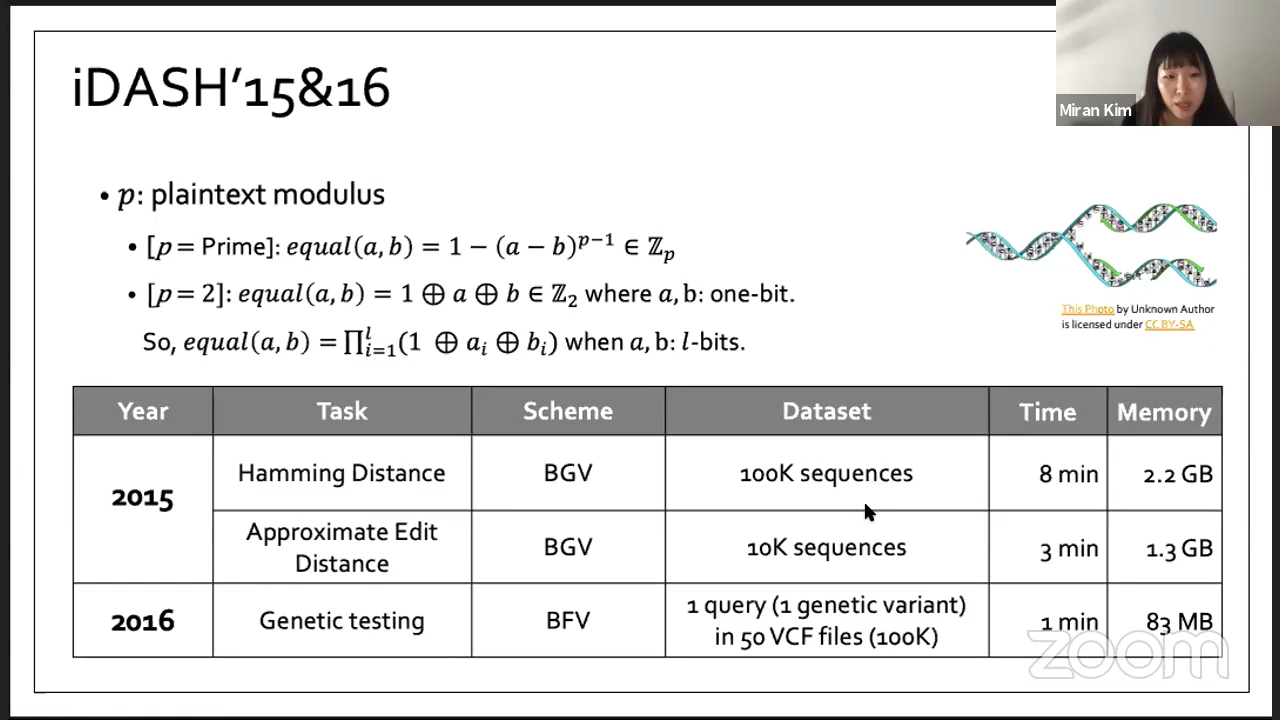 iDASH'15&16
Miran Kim
• p: plaintext modulus
• [p = Prime]: equal(a, b) = 1 − (a − b)^{p−1} ∈ ℤ_p
• [p = 2]: equal(a, b) = 1 ⊕ a ⊕ b ∈ ℤ_2 where a, b: one-bit.
So, equal(a, b) = ∏_{i=1}^{l}(1 ⊕ a_i ⊕ b_i) when a, b: l-bits.
This Photo by Unknown Author
is licensed under CC BY-SA
Year Task Scheme Dataset Time Memory
2015 Hamming Distance BGV 100K sequences 8 min 2.2 GB
Approximate Edit
Distance BGV 10K sequences 3 min 1.3 GB
2016 Genetic testing BFV 1 query (1 genetic variant)
in 50 VCF files (100K) 1 min 83 MB
zoom